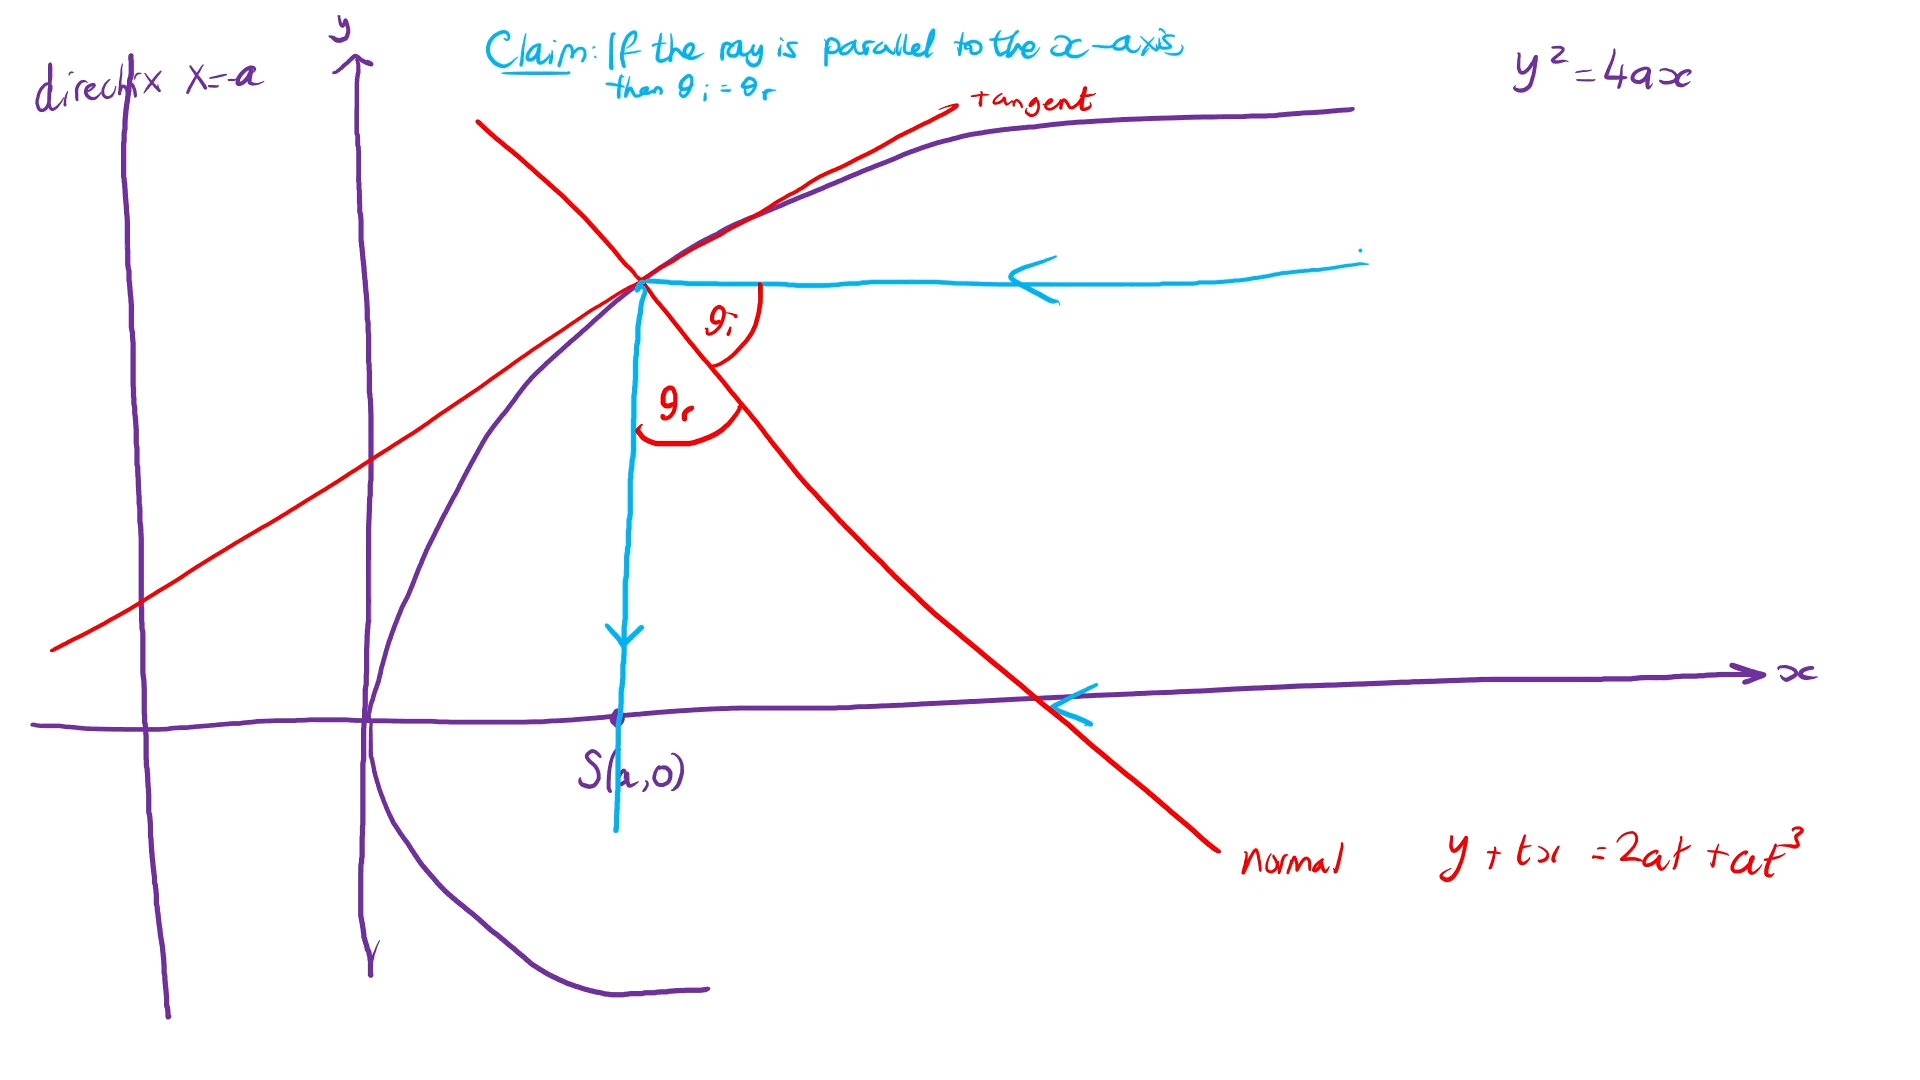 y
Claim: If the ray is parallel to the x-axis,
then θi = θr
directrix x=-a
y² = 4ax
tangent
θi
θr
x
S(a,0)
normal
y + tx = 2at + at³